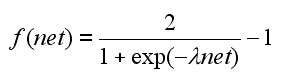 f(net) = 2 / (1 + exp(−λnet)) − 1